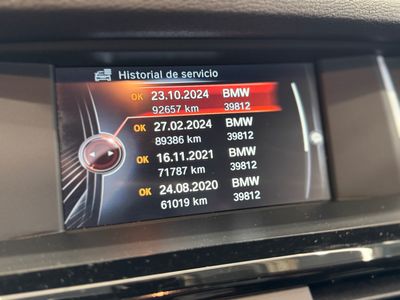 Historial de servicio
OK 23.10.2024 BMW
92657 km 39812
OK 27.02.2024 BMW
89386 km 39812
OK 16.11.2021 BMW
71787 km 39812
OK 24.08.2020 BMW
61019 km 39812